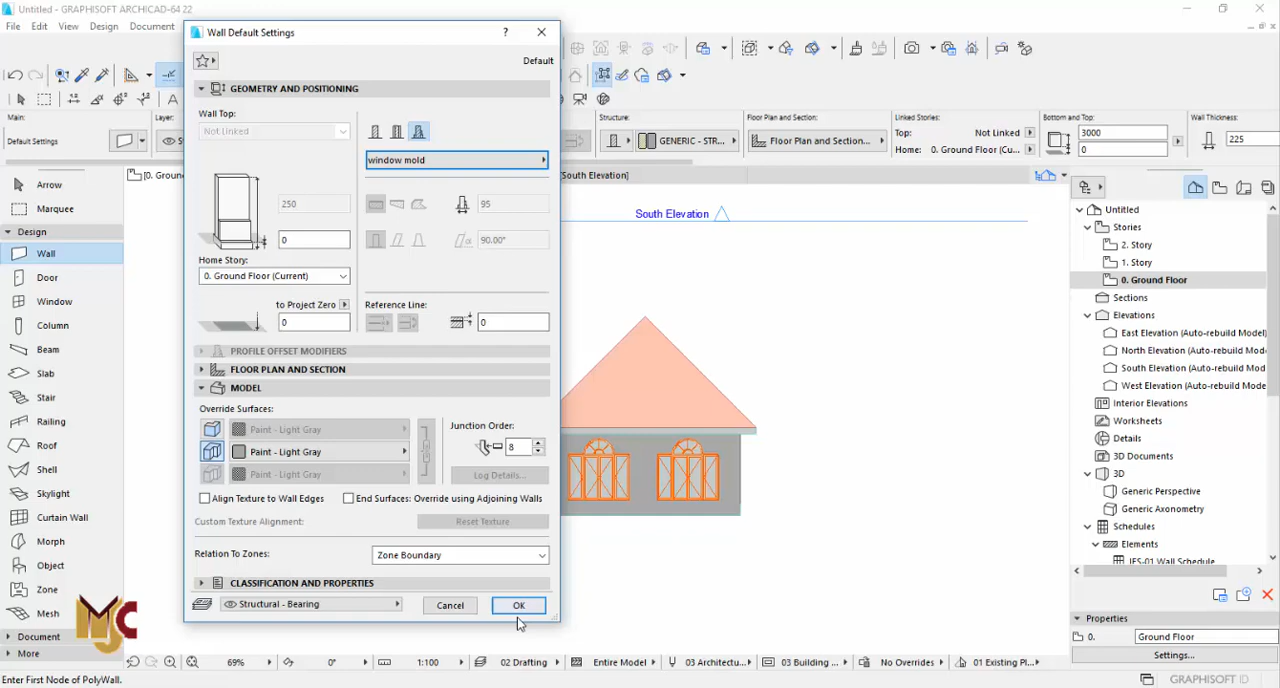 Untitled - GRAPHISOFT ARCHICAD-64 22
File Edit View Design Document
Wall Default Settings
?
Default
GEOMETRY AND POSITIONING
Wall Top:
Not Linked
window mold
250
95
0
90.00°
Home Story:
0. Ground Floor (Current)
to Project Zero
0
Reference Line:
0
PROFILE OFFSET MODIFIERS
FLOOR PLAN AND SECTION
MODEL
Override Surfaces:
Paint - Light Gray
Paint - Light Gray
Paint - Light Gray
Junction Order:
8
Log Details...
Align Texture to Wall Edges
End Surfaces: Override using Adjoining Walls
Custom Texture Alignment:
Reset Texture
Relation To Zones:
Zone Boundary
CLASSIFICATION AND PROPERTIES
Structural - Bearing
Cancel
OK
Main:
Layer:
Default Settings
Structure:
GENERIC - STR...
Floor Plan and Section:
Floor Plan and Section...
Linked Stories:
Top:
Not Linked
Home:
0. Ground Floor (Cu...
Bottom and Top:
3000
0
Wall Thickness:
225
[0. Groun
[South Elevation]
South Elevation
Arrow
Marquee
Design
Wall
Door
Window
Column
Beam
Slab
Stair
Railing
Roof
Shell
Skylight
Curtain Wall
Morph
Object
Zone
Mesh
Document
More
MJC
Untitled
Stories
2. Story
1. Story
0. Ground Floor
Sections
Elevations
East Elevation (Auto-rebuild Model)
North Elevation (Auto-rebuild Mode
South Elevation (Auto-rebuild Mode
West Elevation (Auto-rebuild Mode
Interior Elevations
Worksheets
Details
3D Documents
3D
Generic Perspective
Generic Axonometry
Schedules
Elements
IES-01 Wall Schedule
Properties
0.
Ground Floor
Settings...
69%
0°
1:100
02 Drafting
Entire Model
03 Architectu...
03 Building ...
No Overrides
01 Existing Pl...
Enter First Node of PolyWall.
GRAPHISOFT ID